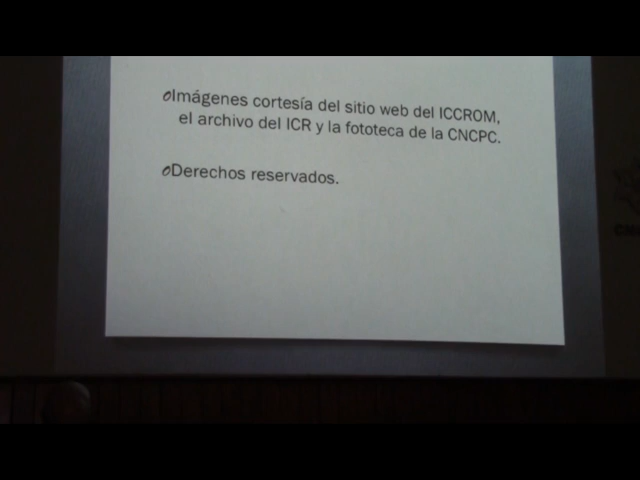 Imágenes cortesía del sitio web del ICCROM,
el archivo del ICR y la fototeca de la CNCPC.
Derechos reservados.